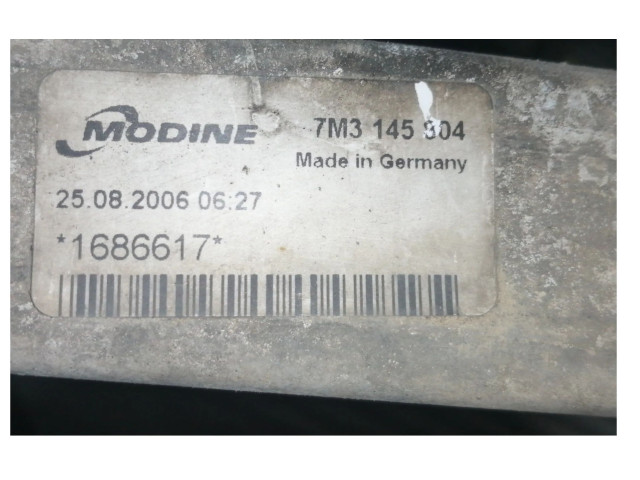 MODINE
7M3 145 804
Made in Germany
25.08.2006 06:27
*1686617*